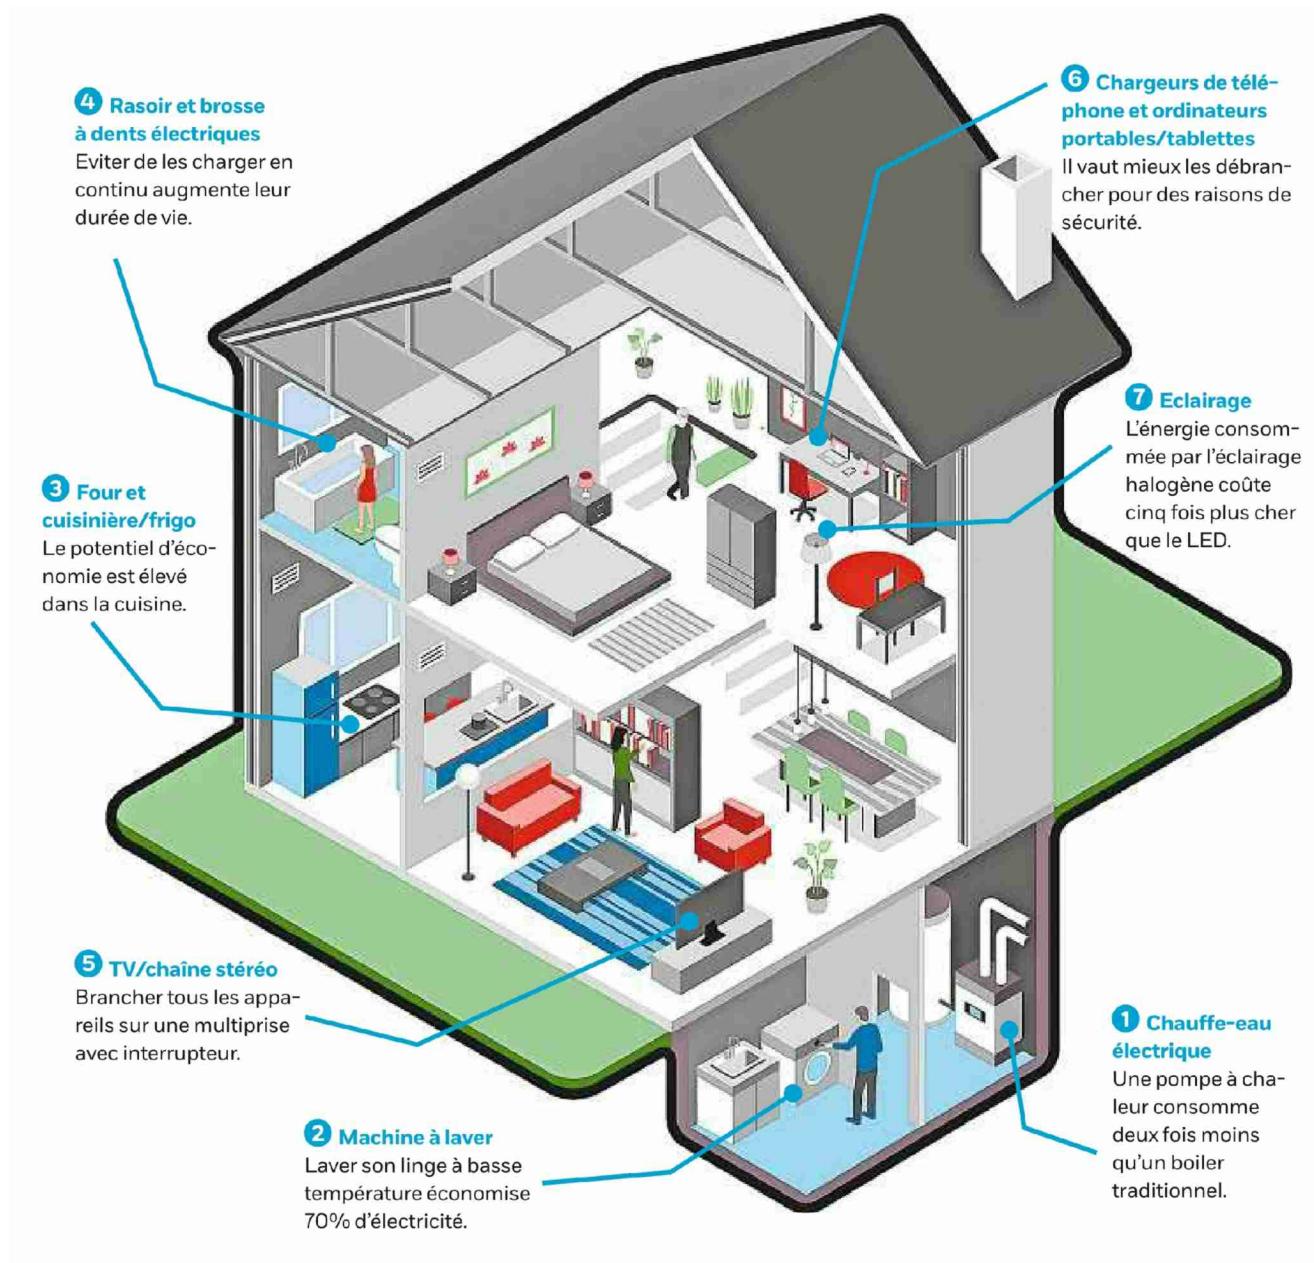 4 Rasoir et brosse
à dents électriques
Eviter de les charger en
continu augmente leur
durée de vie.
6 Chargeurs de télé-
phone et ordinateurs
portables/tablettes
Il vaut mieux les débran-
cher pour des raisons de
sécurité.
7 Eclairage
L'énergie consom-
mée par l'éclairage
halogène coûte
cinq fois plus cher
que le LED.
3 Four et
cuisinière/frigo
Le potentiel d'éco-
nomie est élevé
dans la cuisine.
5 TV/chaîne stéréo
Brancher tous les appa-
reils sur une multiprise
avec interrupteur.
1 Chauffe-eau
électrique
Une pompe à cha-
leur consomme
deux fois moins
qu'un boiler
traditionnel.
2 Machine à laver
Laver son linge à basse
température économise
70% d'électricité.